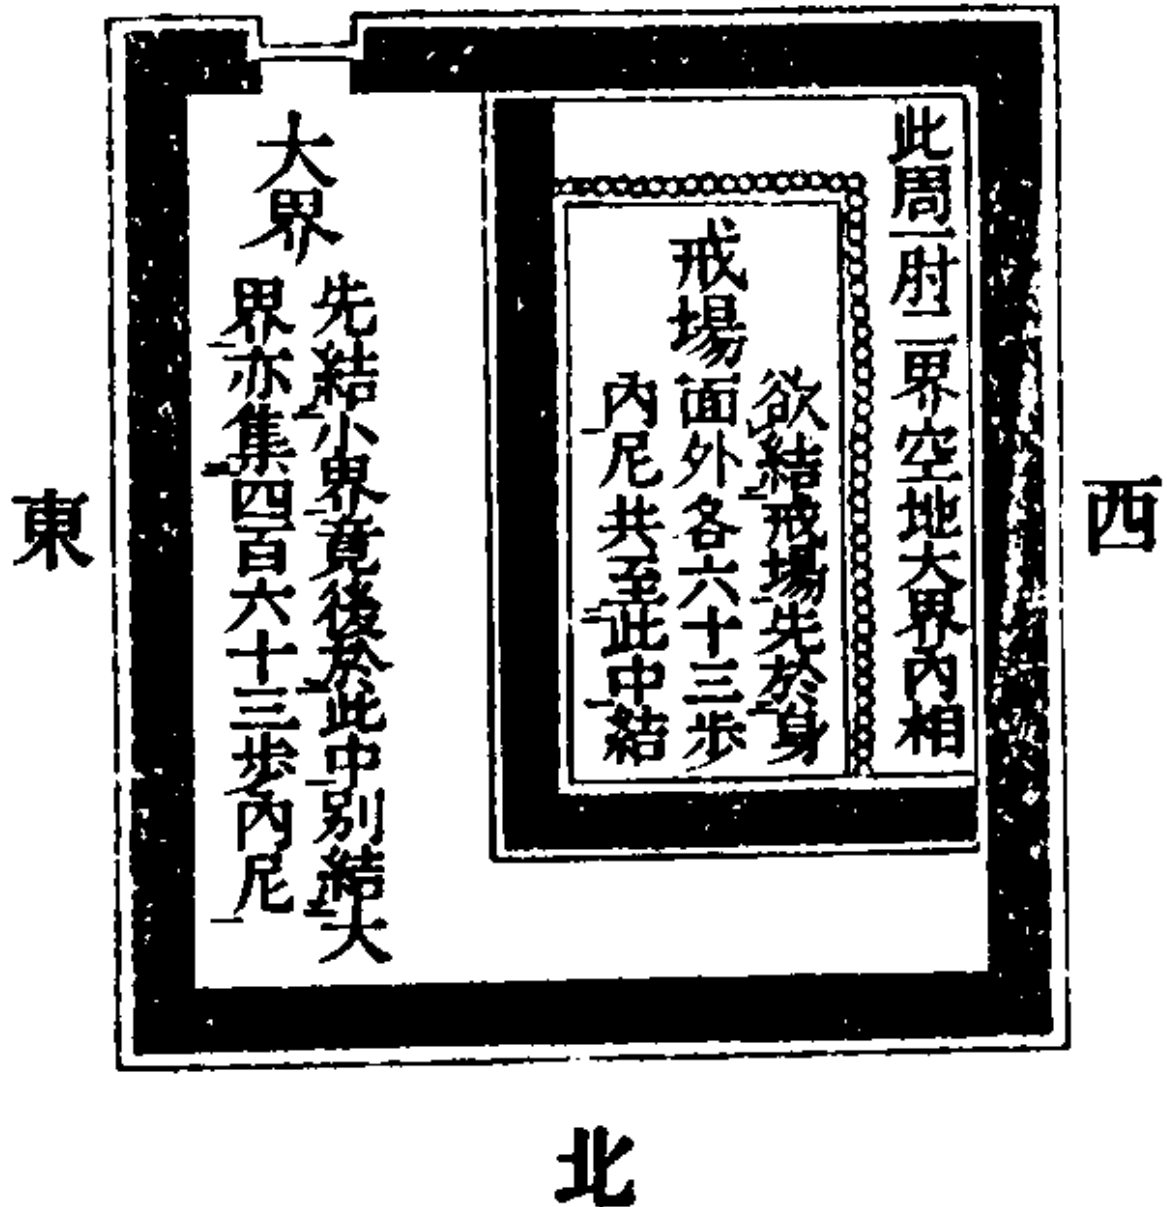 此周一肘二界空地大界內相
戒場
欲結戒場先於身
面外各六十三步
內尼共至此中結
大界
先結小界竟後於此中別結大
界亦集四百六十三步內尼
西
東
北